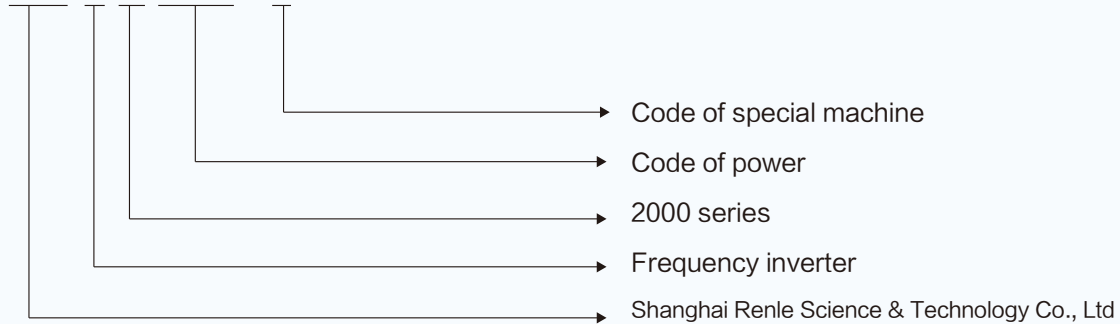 Code of special machine
Code of power
2000 series
Frequency inverter
Shanghai Renle Science & Technology Co., Ltd